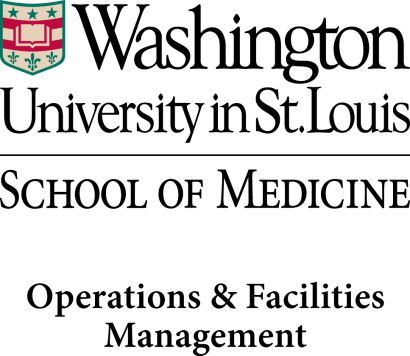 Washington
University in St. Louis
SCHOOL OF MEDICINE
Operations & Facilities
Management